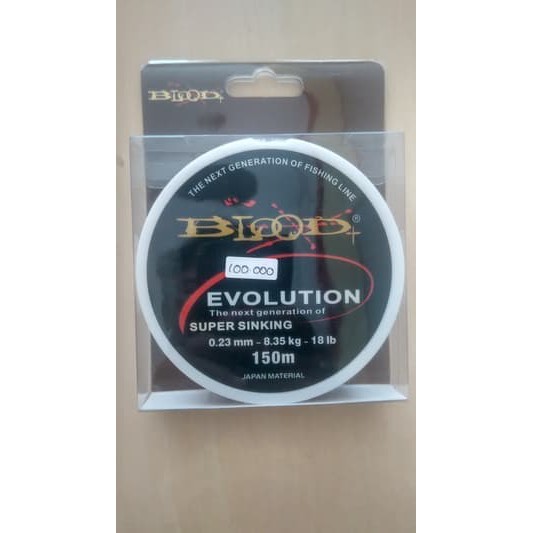 BLOOD
THE NEXT GENERATION OF FISHING LINE
BLOOD®
100.000
EVOLUTION
The next generation of
SUPER SINKING
0.23 mm - 8.35 kg - 18 lb
150m
JAPAN MATERIAL